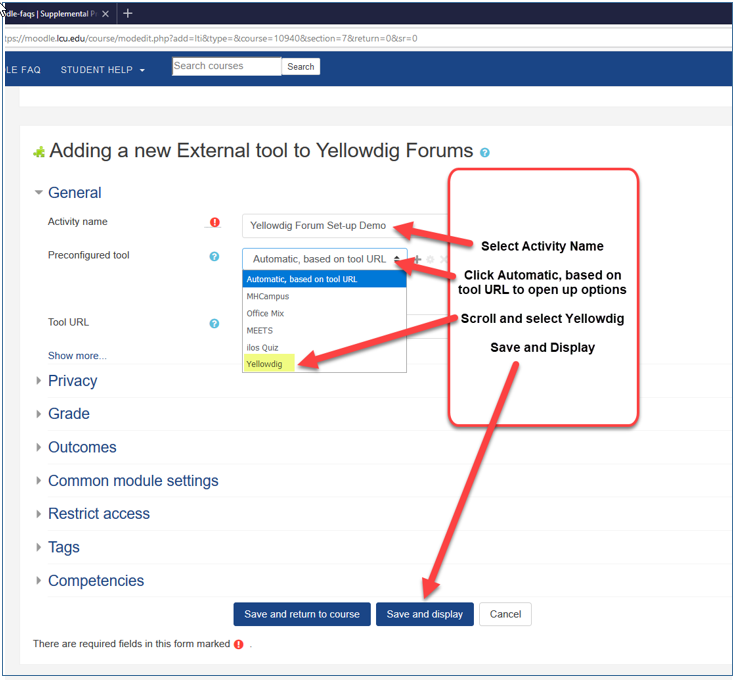 dle-faqs | Supplemental P
tps://moodle.lcu.edu/course/modedit.php?add=lti&type=&course=10940&section=7&return=0&sr=0
LE FAQ STUDENT HELP Search courses Search
Adding a new External tool to Yellowdig Forums
General
Activity name Yellowdig Forum Set-up Demo
Preconfigured tool Automatic, based on tool URL
Automatic, based on tool URL
MHCampus
Office Mix
MEETS
ilos Quiz
Yellowdig
Tool URL
Show more...
Select Activity Name
Click Automatic, based on
tool URL to open up options
Scroll and select Yellowdig
Save and Display
Privacy
Grade
Outcomes
Common module settings
Restrict access
Tags
Competencies
Save and return to course Save and display Cancel
There are required fields in this form marked .